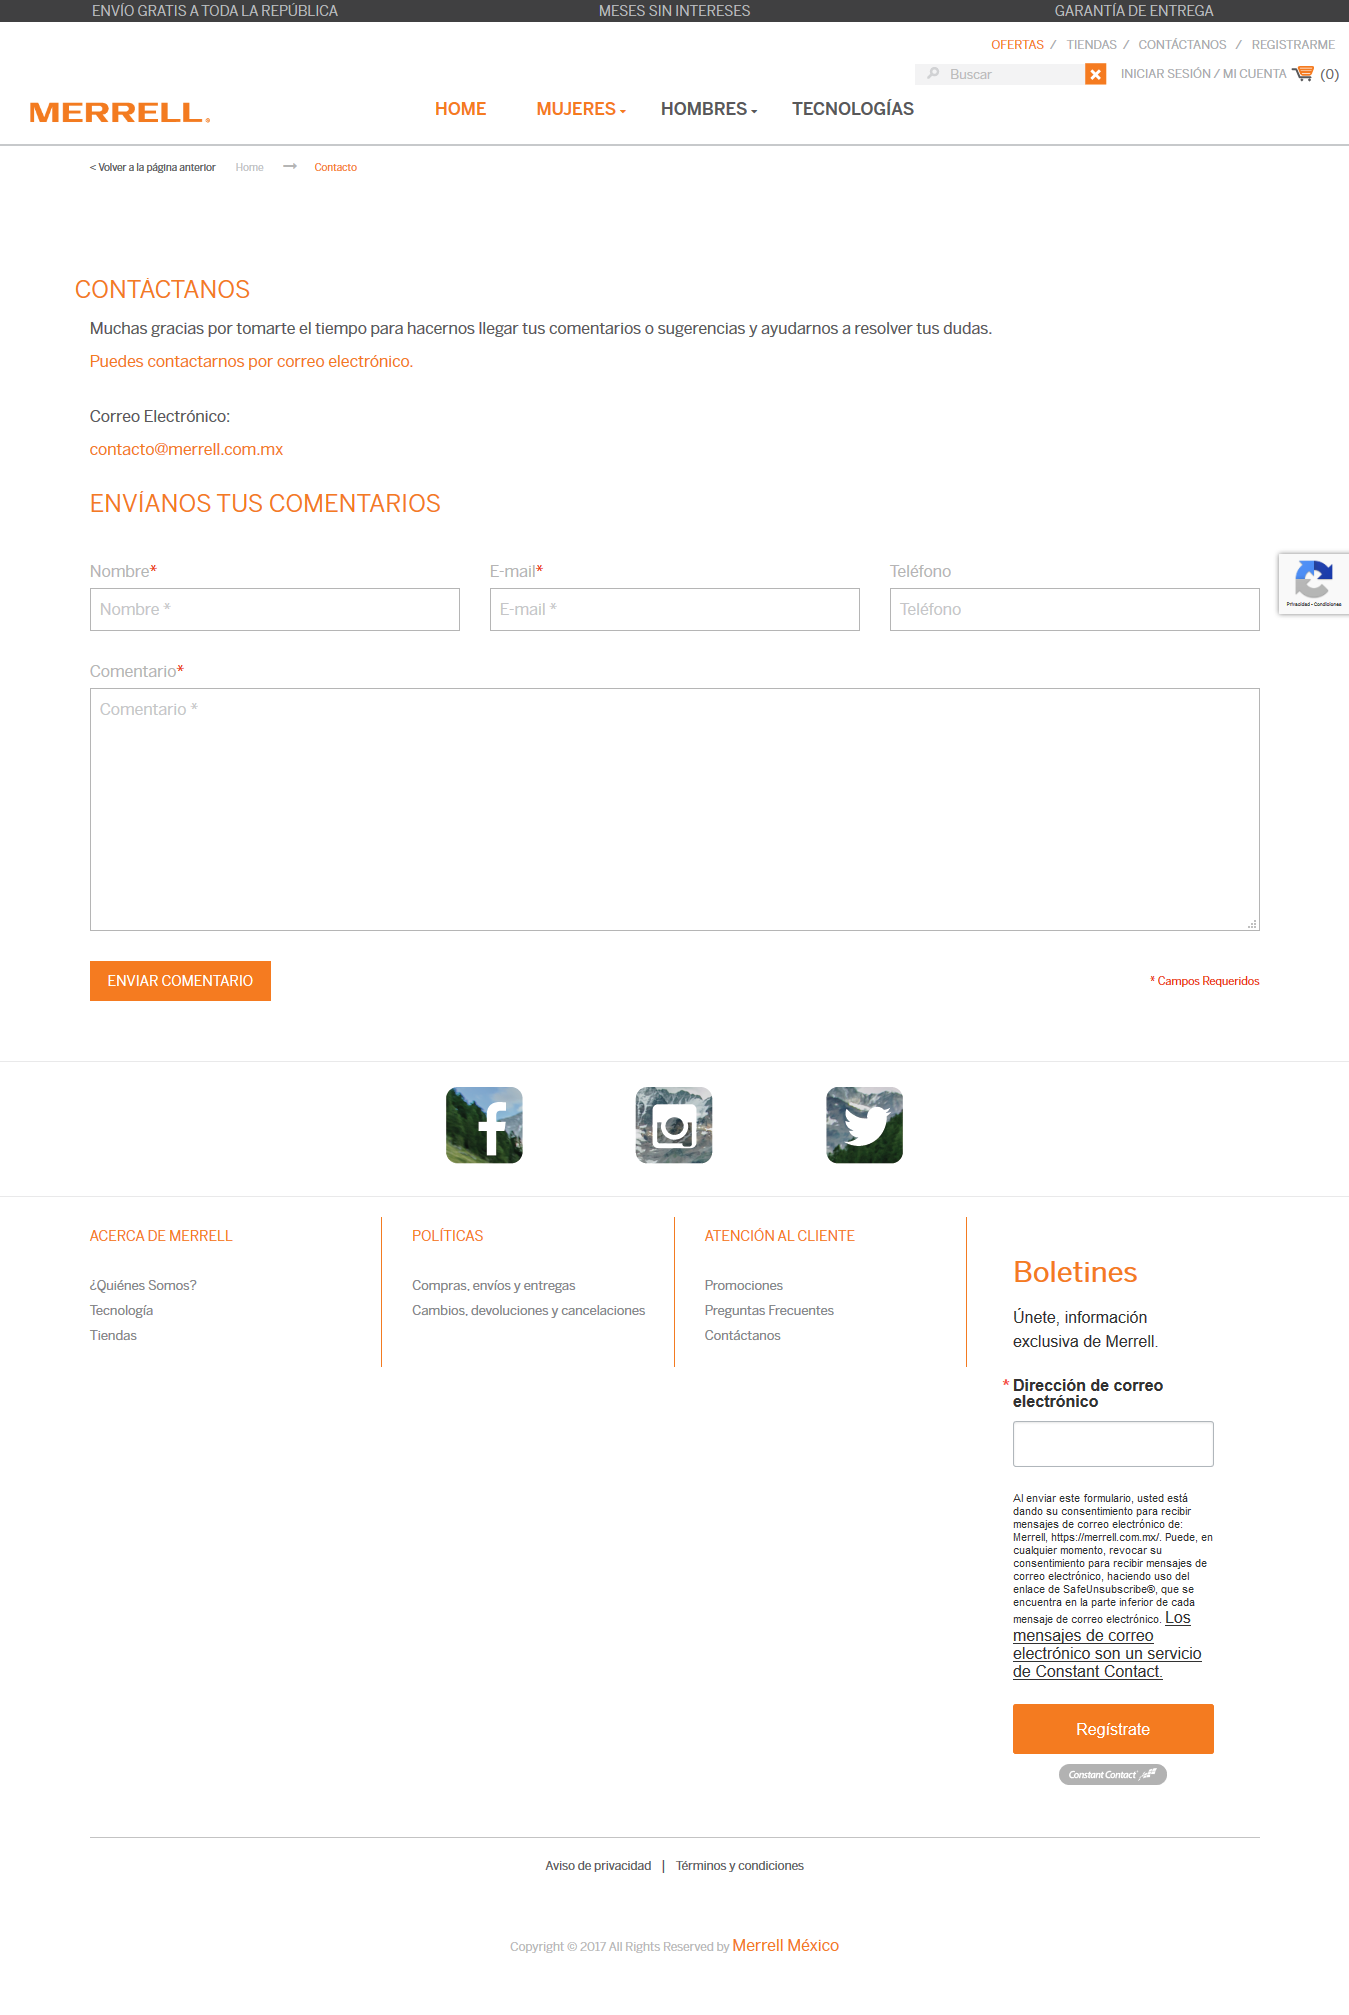 ENVÍO GRATIS A TODA LA REPÚBLICA MESES SIN INTERESES GARANTÍA DE ENTREGA
OFERTAS / TIENDAS / CONTÁCTANOS / REGISTRARME
Buscar INICIAR SESIÓN / MI CUENTA (0)
MERRELL® HOME MUJERES HOMBRES TECNOLOGÍAS
< Volver a la página anterior Home Contacto
CONTÁCTANOS
Muchas gracias por tomarte el tiempo para hacernos llegar tus comentarios o sugerencias y ayudarnos a resolver tus dudas.
Puedes contactarnos por correo electrónico.
Correo Electrónico:
contacto@merrell.com.mx
ENVÍANOS TUS COMENTARIOS
Nombre* E-mail* Teléfono
Nombre * E-mail * Teléfono
Privacidad - Condiciones
Comentario*
Comentario *
ENVIAR COMENTARIO * Campos Requeridos
ACERCA DE MERRELL
¿Quiénes Somos?
Tecnología
Tiendas
POLÍTICAS
Compras, envíos y entregas
Cambios, devoluciones y cancelaciones
ATENCIÓN AL CLIENTE
Promociones
Preguntas Frecuentes
Contáctanos
Boletines
Únete, información
exclusiva de Merrell.
* Dirección de correo
electrónico
Al enviar este formulario, usted está
dando su consentimiento para recibir
mensajes de correo electrónico de:
Merrell, https://merrell.com.mx/. Puede, en
cualquier momento, revocar su
consentimiento para recibir mensajes de
correo electrónico, haciendo uso del
enlace de SafeUnsubscribe®, que se
encuentra en la parte inferior de cada
mensaje de correo electrónico. Los
mensajes de correo
electrónico son un servicio
de Constant Contact.
Regístrate
Constant Contact
Aviso de privacidad | Términos y condiciones
Copyright © 2017 All Rights Reserved by Merrell México